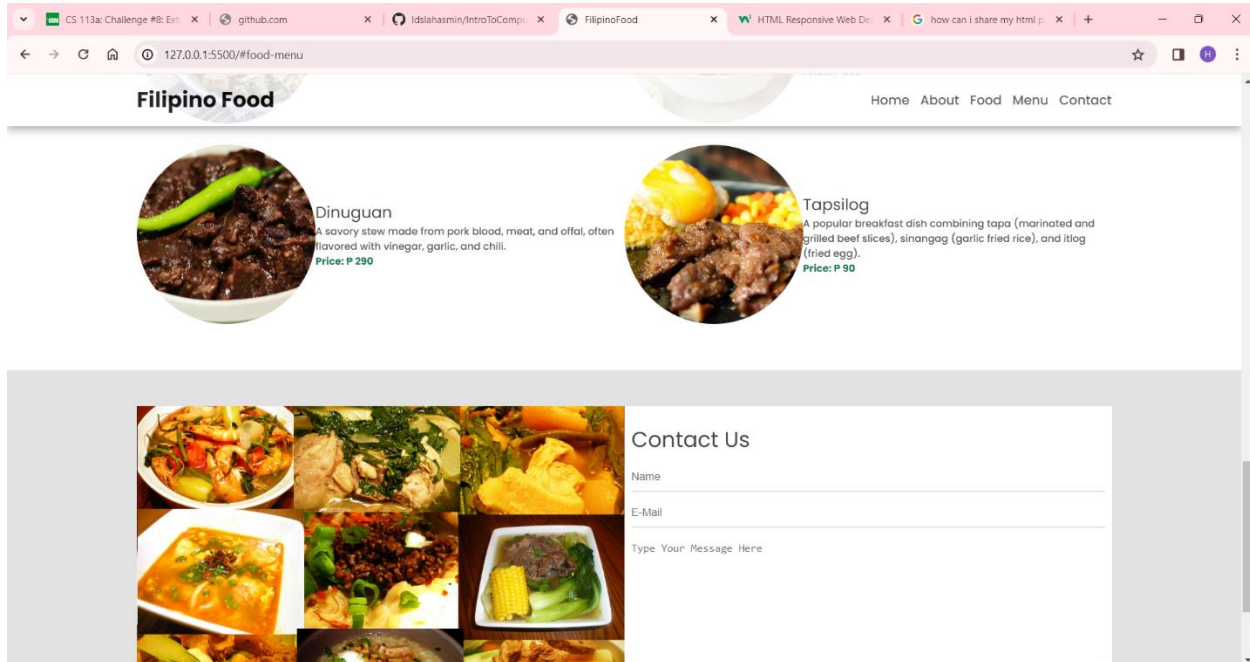 CS 113a: Challenge #8: Ext
github.com
Idslahasmin/IntroToCompu
FilipinoFood
HTML Responsive Web De
how can i share my html p
127.0.0.1:5500/#food-menu
H
Filipino Food
Home About Food Menu Contact
Dinuguan
A savory stew made from pork blood, meat, and offal, often
flavored with vinegar, garlic, and chili.
Price: ₱ 290
Tapsilog
A popular breakfast dish combining tapa (marinated and
grilled beef slices), sinangag (garlic fried rice), and itlog
(fried egg).
Price: ₱ 90
Contact Us
Name
E-Mail
Type Your Message Here